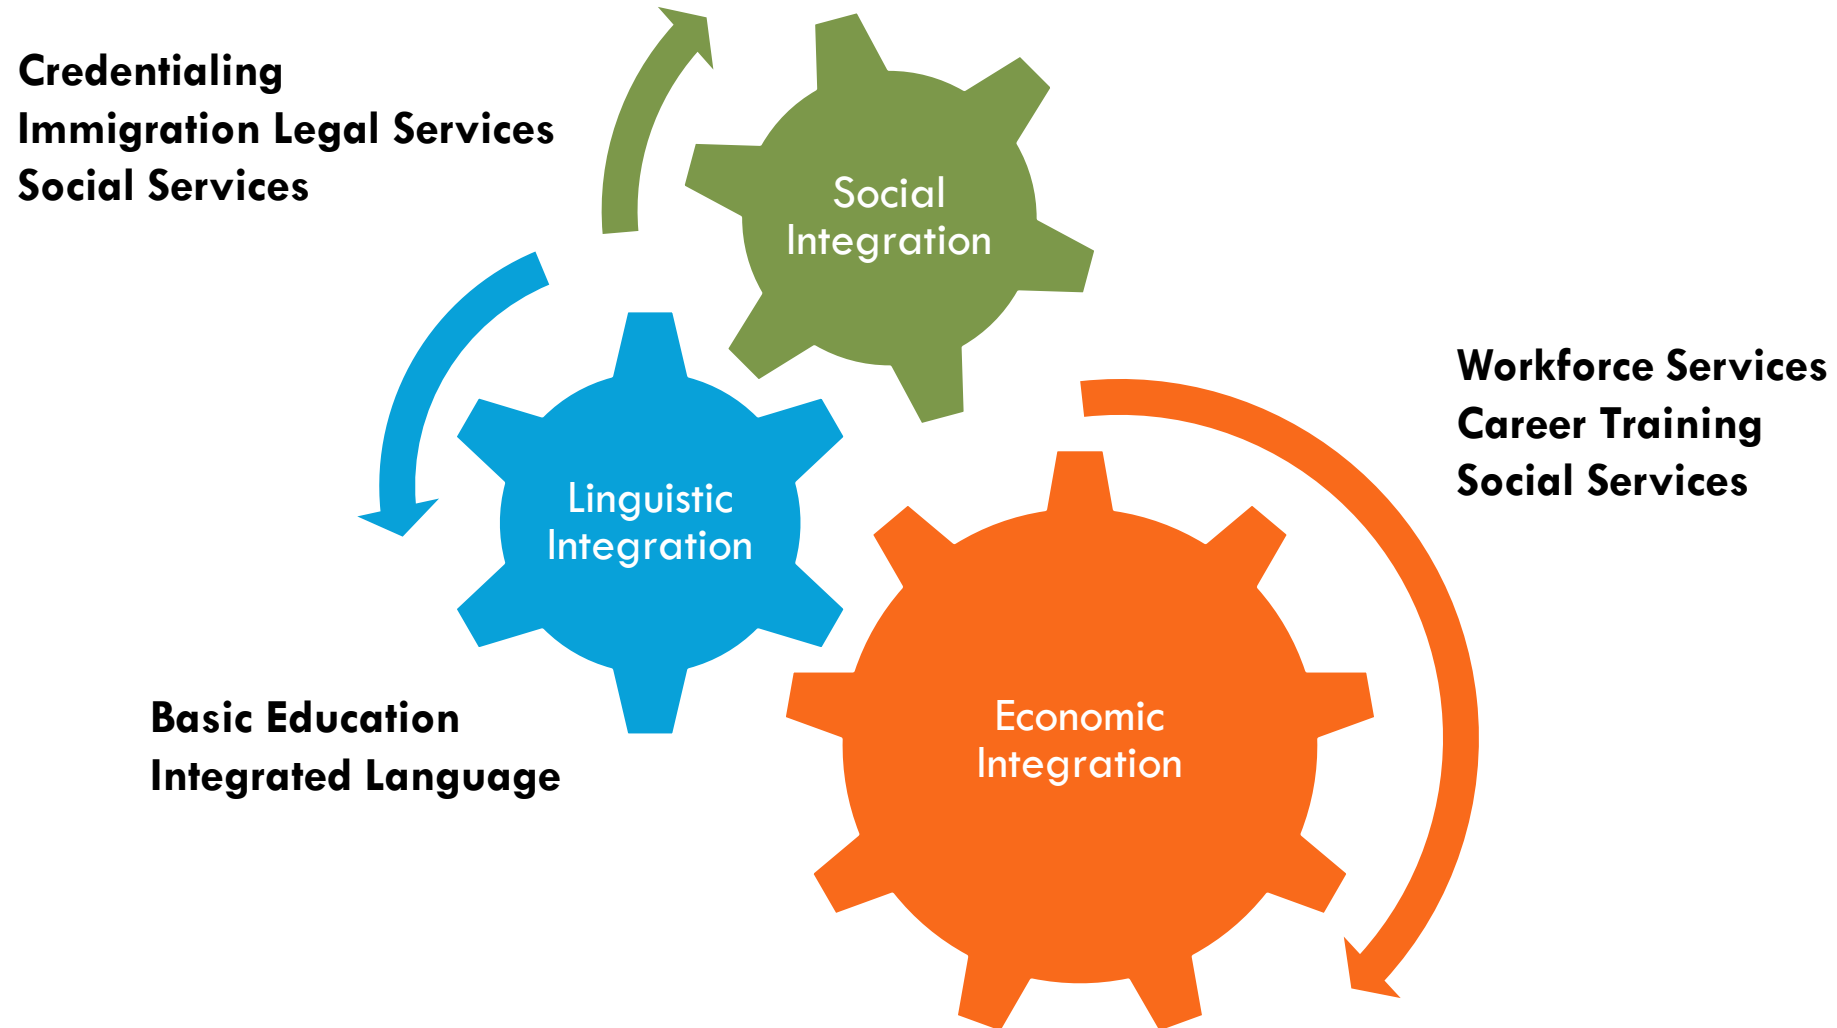 Credentialing
Immigration Legal Services
Social Services
Social
Integration
Workforce Services
Career Training
Social Services
Linguistic
Integration
Basic Education
Integrated Language
Economic
Integration